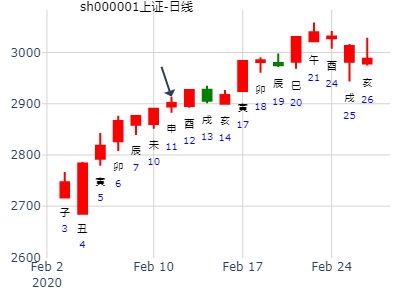 sh000001上证-日线
3000
2900
2800
2700
2600
子
3
丑
4
寅
5
卯
6
辰
7
未
10
申
11
酉
12
戌
13
亥
14
寅
17
卯
18
辰
19
巳
20
午
21
酉
24
戌
25
亥
26
Feb 2
2020
Feb 10
Feb 17
Feb 24